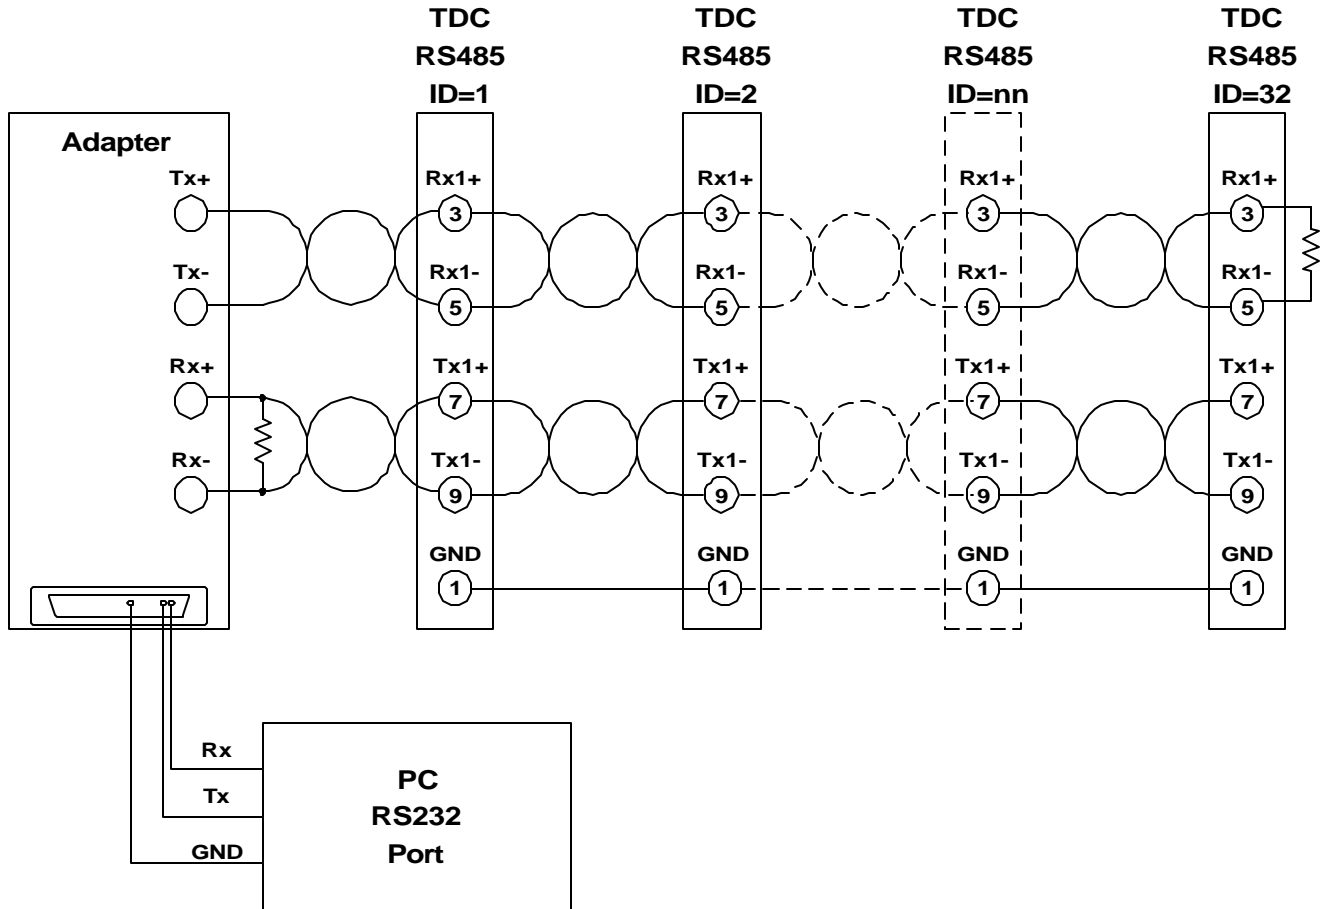 TDC
RS485
ID=1
TDC
RS485
ID=2
TDC
RS485
ID=nn
TDC
RS485
ID=32
Adapter
Tx+
Rx1+
Rx1+
Rx1+
Rx1+
3
3
3
3
Tx-
Rx1-
Rx1-
Rx1-
Rx1-
5
5
5
5
Rx+
Tx1+
Tx1+
Tx1+
Tx1+
7
7
7
7
Rx-
Tx1-
Tx1-
Tx1-
Tx1-
9
9
9
9
GND
GND
GND
GND
1
1
1
1
Rx
Tx
GND
PC
RS232
Port